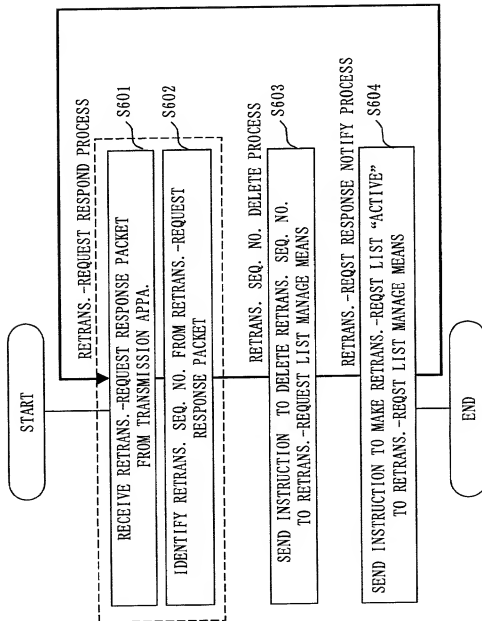 START
RETRANS.-REQUEST RESPOND PROCESS
S601
RECEIVE RETRANS.-REQUEST RESPONSE PACKET
FROM TRANSMISSION APPA.
S602
IDENTIFY RETRANS. SEQ. NO. FROM RETRANS.-REQUEST
RESPONSE PACKET
RETRANS. SEQ. NO. DELETE PROCESS
S603
SEND INSTRUCTION TO DELETE RETRANS. SEQ. NO.
TO RETRANS.-REQUEST LIST MANAGE MEANS
RETRANS.-REQST RESPONSE NOTIFY PROCESS
S604
SEND INSTRUCTION TO MAKE RETRANS.-REQST LIST "ACTIVE"
TO RETRANS.-REQST LIST MANAGE MEANS
END